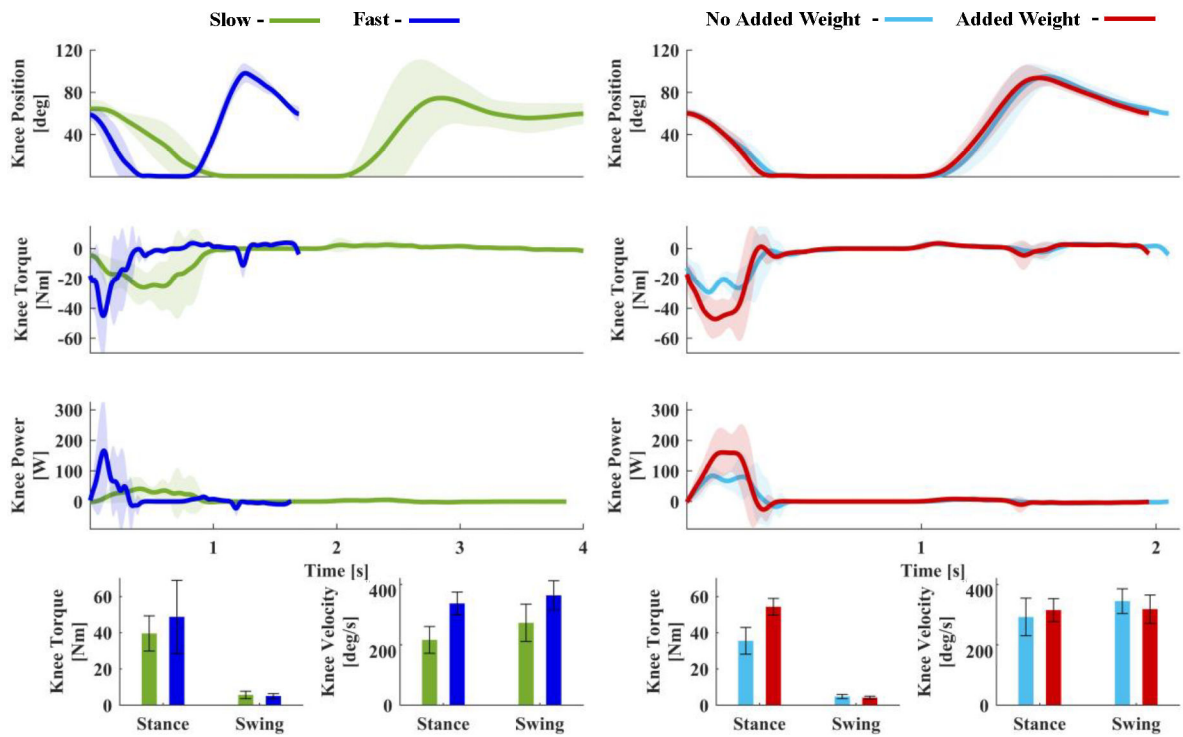 Slow - Fast - No Added Weight - Added Weight -
Knee Position
[deg]
120
80
40
Knee Position
[deg]
120
80
40
Knee Torque
[Nm]
0
-20
-40
-60
Knee Torque
[Nm]
0
-20
-40
-60
Knee Power
[W]
300
200
100
0
1 2 3 4
Time [s]
Knee Power
[W]
300
200
100
0
1 2
Time [s]
Knee Torque
[Nm]
60
40
20
0
Stance Swing
Knee Velocity
[deg/s]
400
200
0
Stance Swing
Knee Torque
[Nm]
60
40
20
0
Stance Swing
Knee Velocity
[deg/s]
400
200
0
Stance Swing